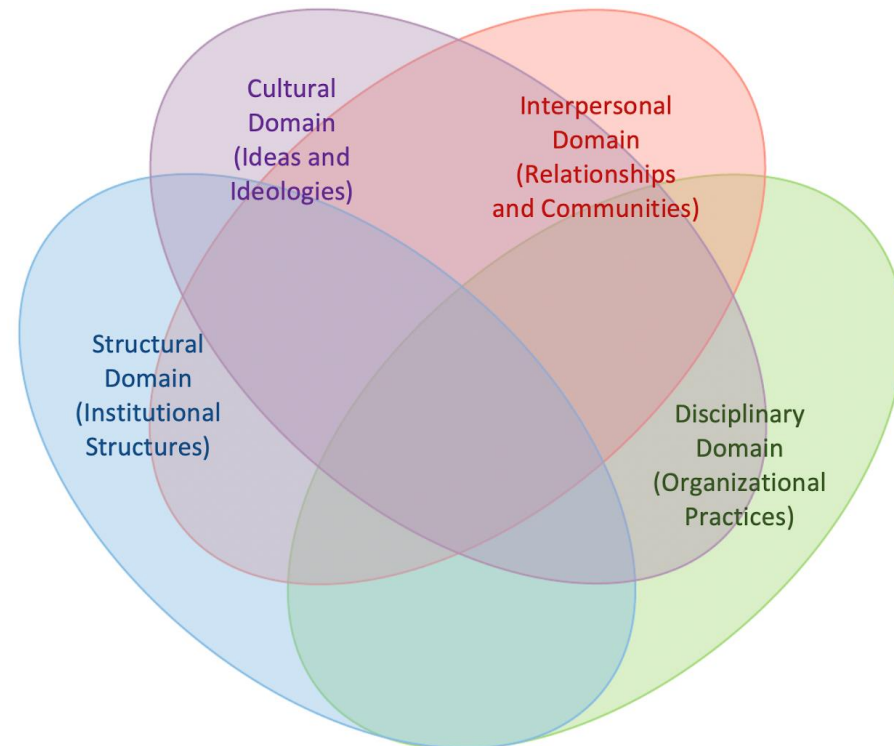 Cultural
Domain
(Ideas and
Ideologies)
Interpersonal
Domain
(Relationships
and Communities)
Structural
Domain
(Institutional
Structures)
Disciplinary
Domain
(Organizational
Practices)